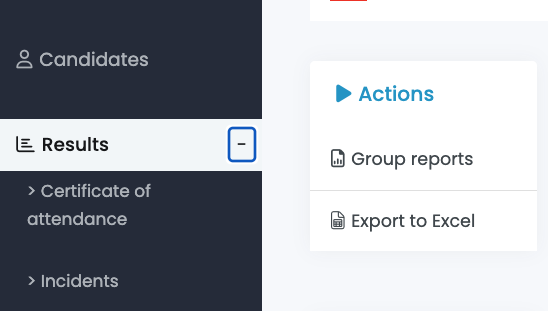 Candidates
Results
-
> Certificate of
attendance
> Incidents
Actions
Group reports
Export to Excel